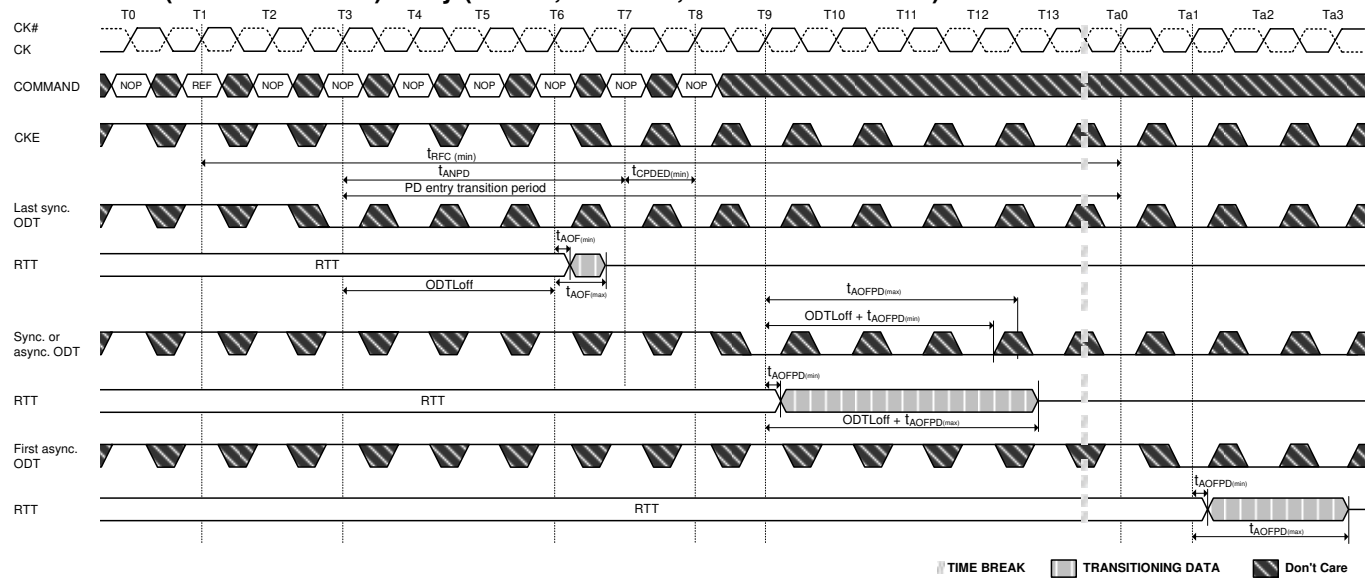 T0 T1 T2 T3 T4 T5 T6 T7 T8 T9 T10 T11 T12 T13 Ta0 Ta1 Ta2 Ta3
CK#
CK
COMMAND NOP REF NOP NOP NOP NOP NOP NOP NOP
CKE
tRFC (min)
tANPD tCPDED(min)
PD entry transition period
Last sync.
ODT
tAOF(min)
RTT RTT
ODTLoff tAOF(max)
tAOFPD(max)
ODTLoff + tAOFPD(min)
Sync. or
async. ODT
tAOFPD(min)
RTT RTT
ODTLoff + tAOFPD(max)
First async.
ODT
tAOFPD(min)
RTT RTT
tAOFPD(max)
TIME BREAK TRANSITIONING DATA Don't Care